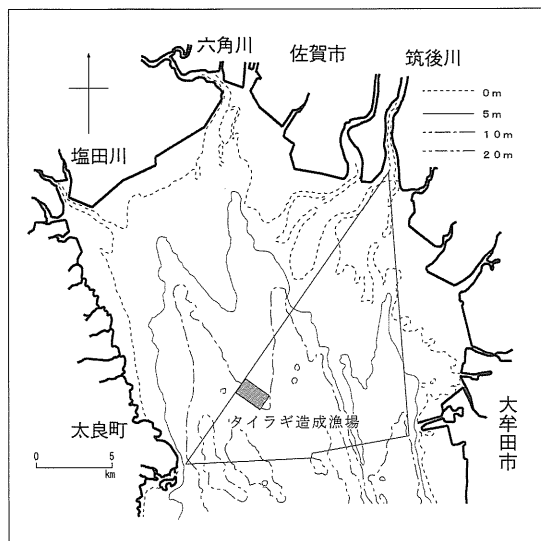 六角川
佐賀市
筑後川
0m
5m
10m
20m
塩田川
タイラギ造成漁場
太良町
大牟田市
0 5
km